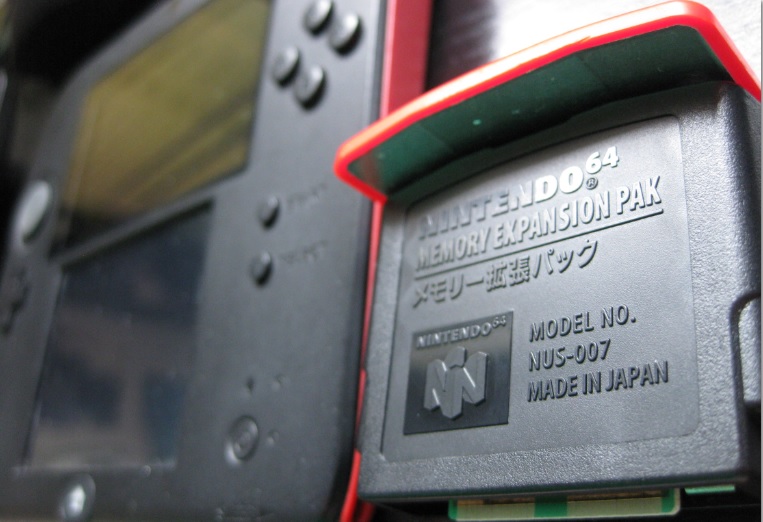 NINTENDO64®
MEMORY EXPANSION PAK
メモリー拡張パック
NINTENDO64
MODEL NO.
NUS-007
MADE IN JAPAN